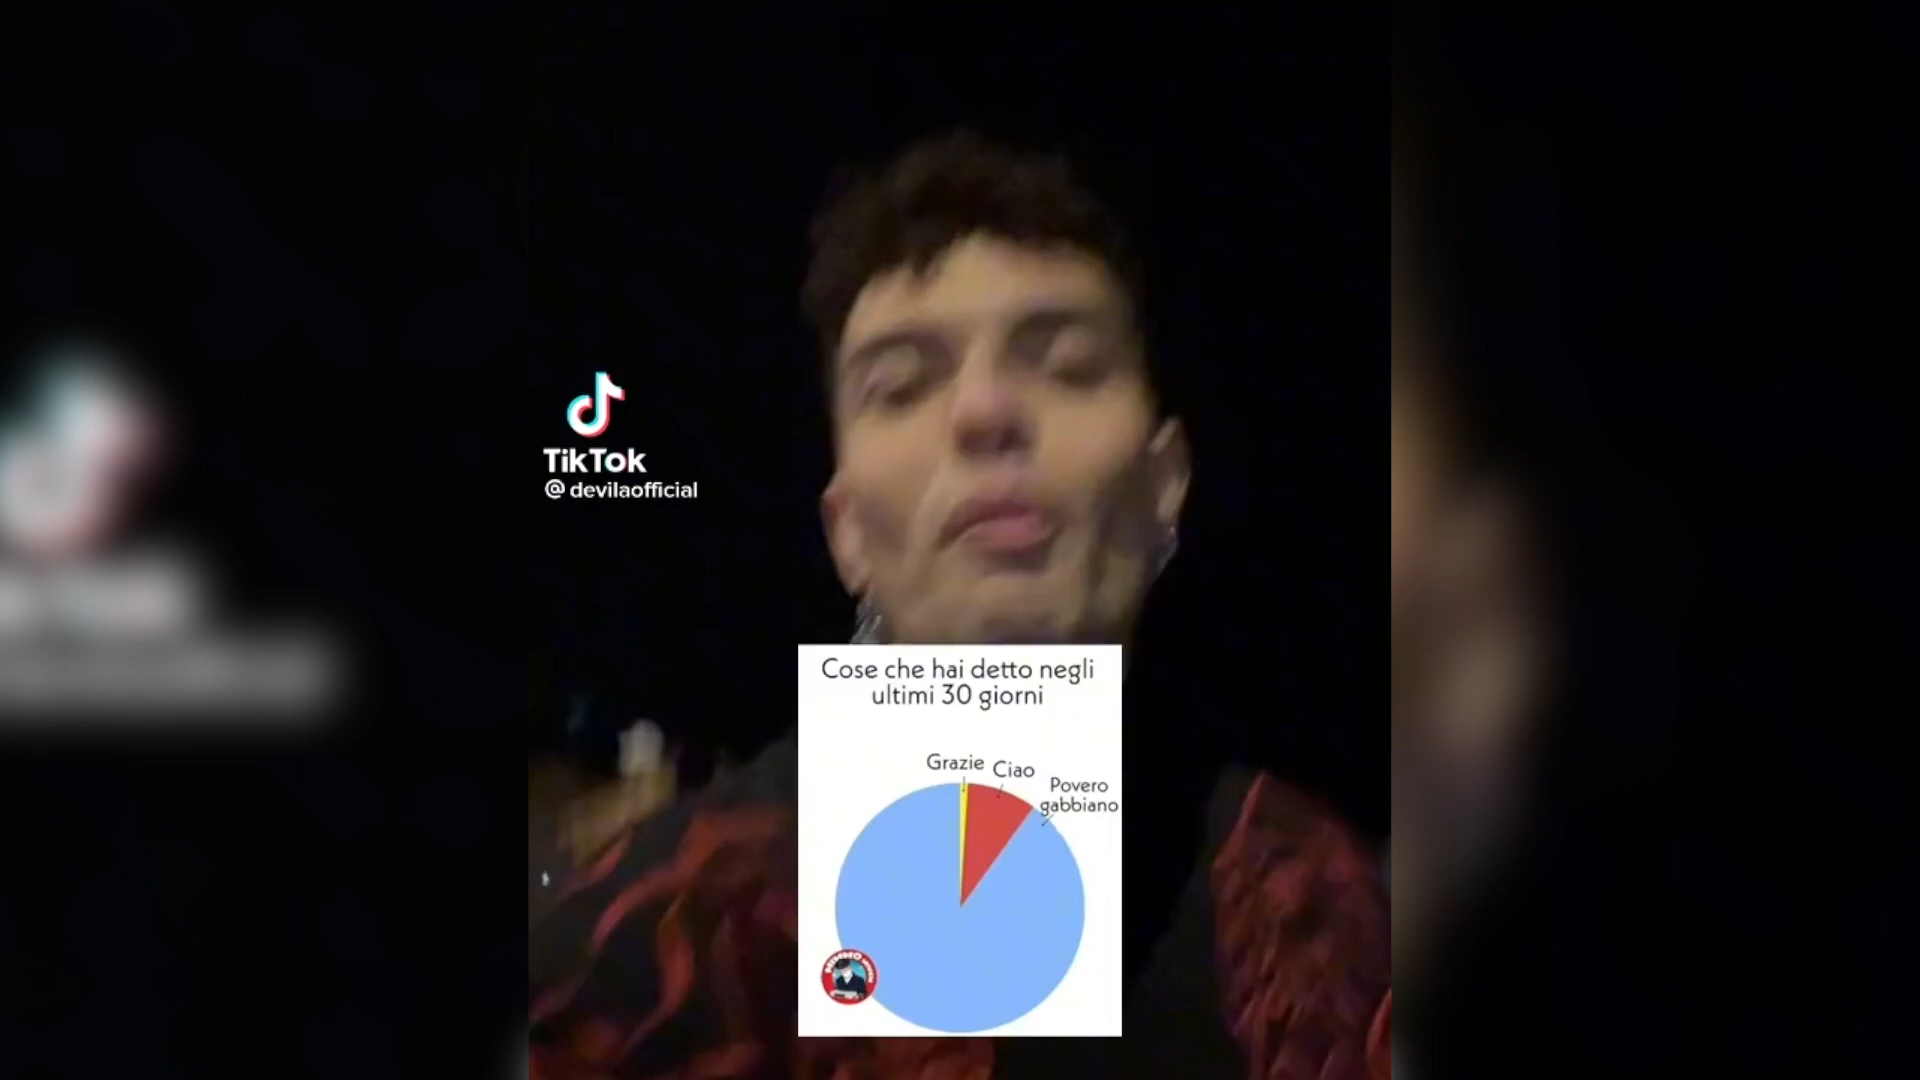 TikTok
@devilaofficial
Cose che hai detto negli
ultimi 30 giorni
Grazie
Ciao
Povero
gabbiano